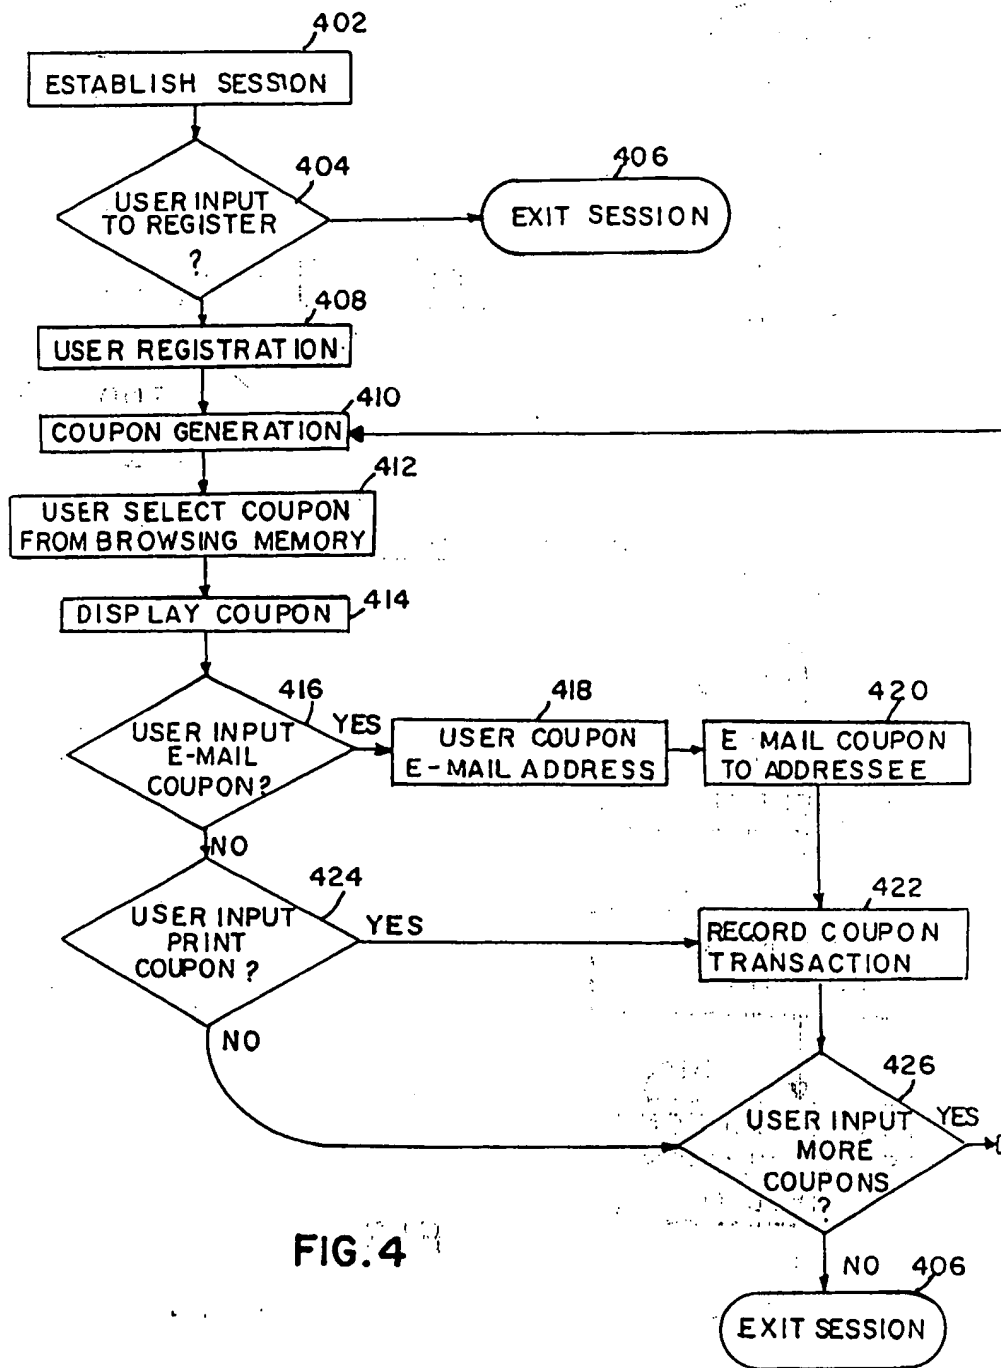 402
ESTABLISH SESSION
404
USER INPUT
TO REGISTER
?
406
EXIT SESSION
408
USER REGISTRATION
410
COUPON GENERATION
412
USER SELECT COUPON
FROM BROWSING MEMORY
DISPLAY COUPON
414
416
USER INPUT
E-MAIL
COUPON?
YES
418
USER COUPON
E-MAIL ADDRESS
420
E MAIL COUPON
TO ADDRESSEE
NO
424
USER INPUT
PRINT
COUPON?
YES
422
RECORD COUPON
TRANSACTION
NO
426
USER INPUT
MORE
COUPONS
?
YES
NO
406
EXIT SESSION
FIG. 4